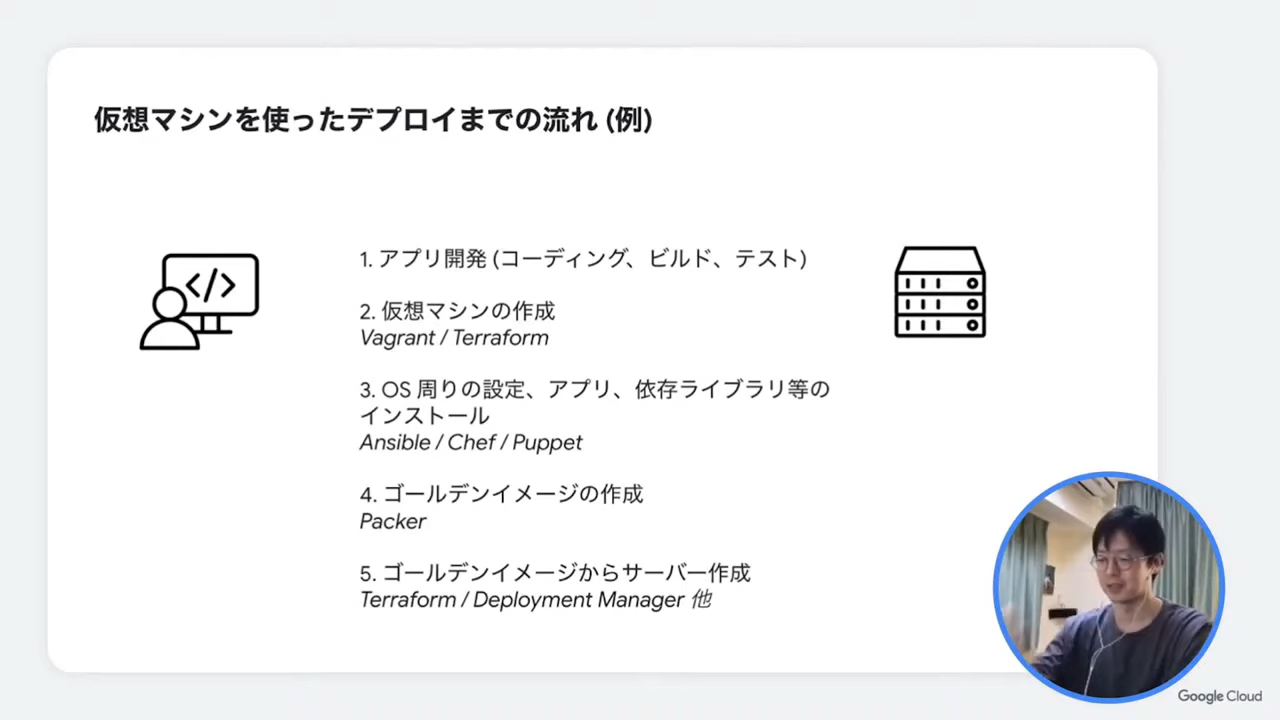 仮想マシンを使ったデプロイまでの流れ (例)
</>
1. アプリ開発 (コーディング、ビルド、テスト)
2. 仮想マシンの作成
Vagrant / Terraform
3. OS 周りの設定、アプリ、依存ライブラリ等の
インストール
Ansible / Chef / Puppet
4. ゴールデンイメージの作成
Packer
5. ゴールデンイメージからサーバー作成
Terraform / Deployment Manager 他
Google Cloud